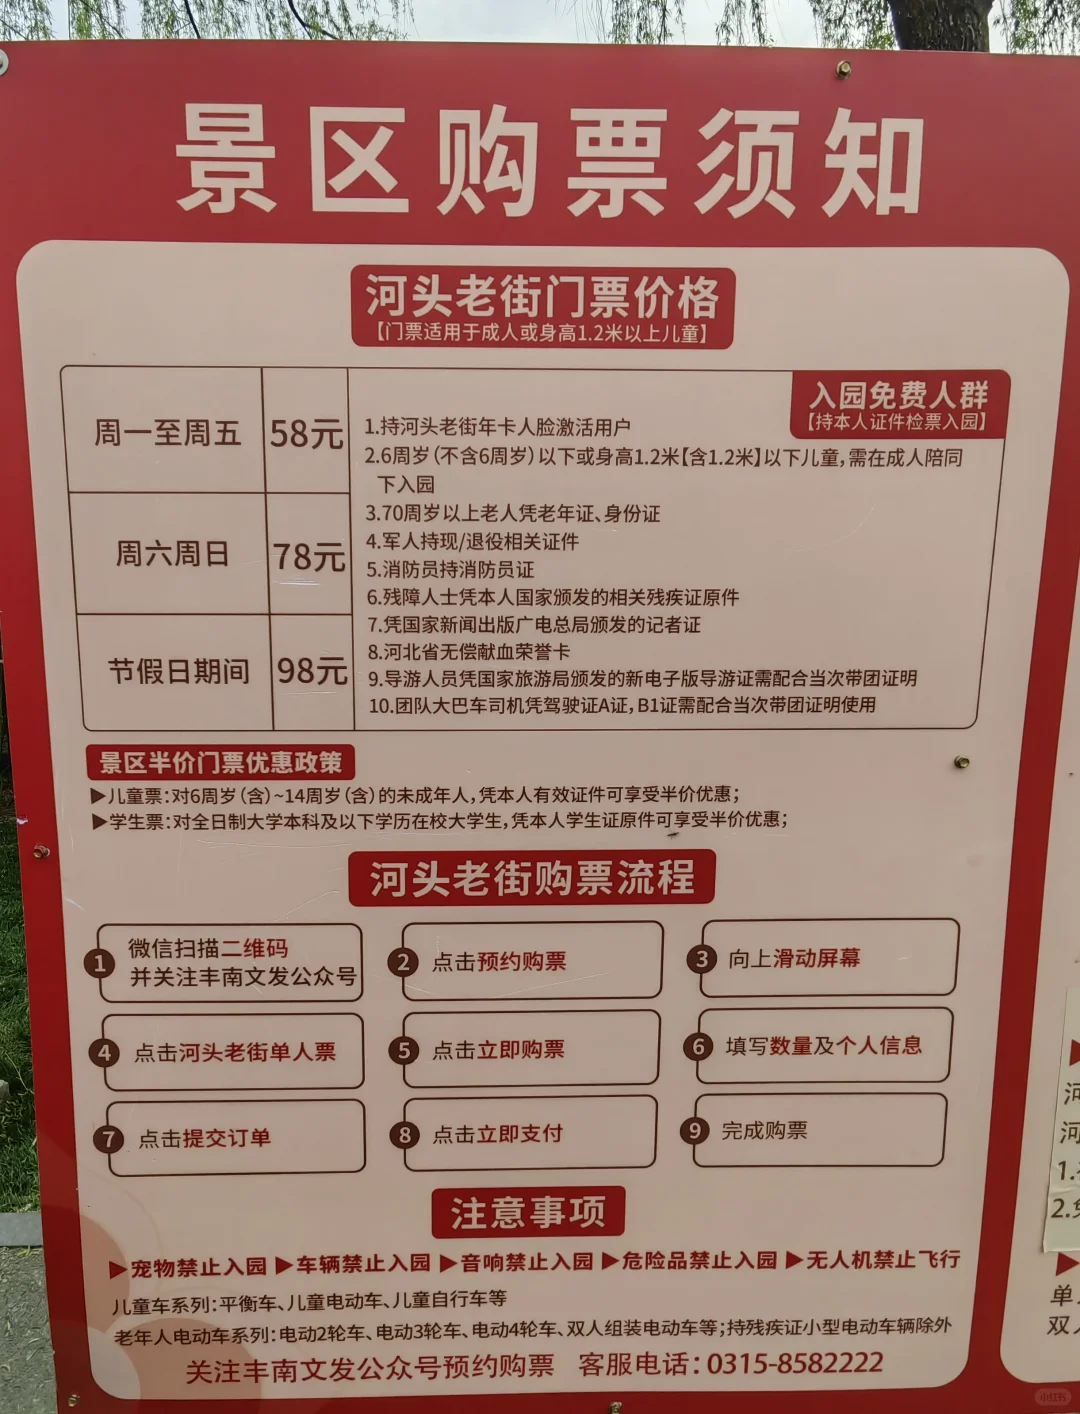 景区购票须知
河头老街门票价格
【门票适用于成人或身高1.2米以上儿童】
周一至周五 58元
周六周日 78元
节假日期间 98元
入园免费人群
【持本人证件检票入园】
1.持河头老街年卡人脸激活用户
2.6周岁(不含6周岁)以下或身高1.2米【含1.2米】以下儿童,需在成人陪同
下入园
3.70周岁以上老人凭老年证、身份证
4.军人持现/退役相关证件
5.消防员持消防员证
6.残障人士凭本人国家颁发的相关残疾证原件
7.凭国家新闻出版广电总局颁发的记者证
8.河北省无偿献血荣誉卡
9.导游人员凭国家旅游局颁发的新电子版导游证需配合当次带团证明
10.团队大巴车司机凭驾驶证A证,B1证需配合当次带团证明使用
景区半价门票优惠政策
▶儿童票:对6周岁(含)~14周岁(含)的未成年人,凭本人有效证件可享受半价优惠;
▶学生票:对全日制大学本科及以下学历在校大学生,凭本人学生证原件可享受半价优惠;
河头老街购票流程
1 微信扫描二维码
并关注丰南文发公众号
2 点击预约购票
3 向上滑动屏幕
4 点击河头老街单人票
5 点击立即购票
6 填写数量及个人信息
7 点击提交订单
8 点击立即支付
9 完成购票
注意事项
▶宠物禁止入园 ▶车辆禁止入园 ▶音响禁止入园 ▶危险品禁止入园 ▶无人机禁止飞行
儿童车系列:平衡车、儿童电动车、儿童自行车等
老年人电动车系列:电动2轮车、电动3轮车、电动4轮车、双人组装电动车等;持残疾证小型电动车辆除外
关注丰南文发公众号预约购票 客服电话:0315-8582222
河
河
1.
2.
单
双
小红书